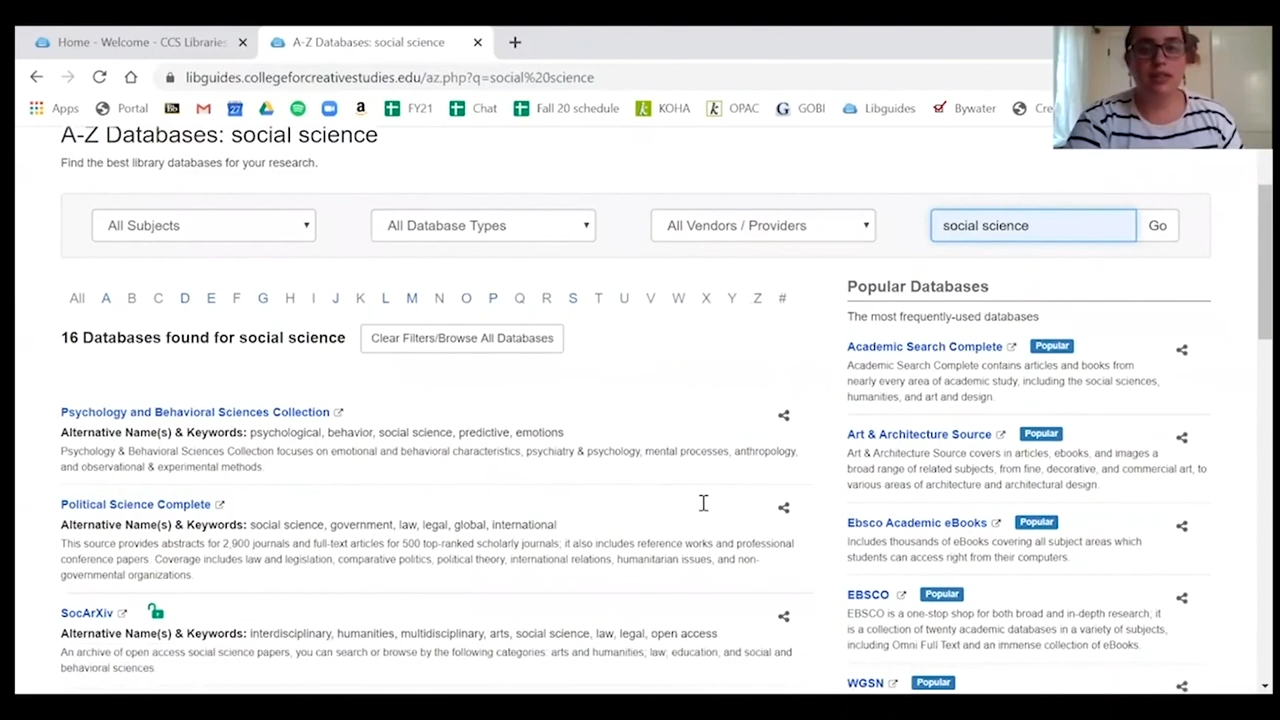 Home - Welcome - CCS Libraries
A-Z Databases: social science
libguides.collegeforcreativestudies.edu/az.php?q=social%20science
Apps Portal Bb 27 a FY21 Chat Fall 20 schedule k KOHA k OPAC G GOBI Libguides Bywater Cre
A-Z Databases: social science
Find the best library databases for your research.
All Subjects All Database Types All Vendors / Providers social science Go
All A B C D E F G H I J K L M N O P Q R S T U V W X Y Z #
16 Databases found for social science Clear Filters/Browse All Databases
Psychology and Behavioral Sciences Collection
Alternative Name(s) & Keywords: psychological, behavior, social science, predictive, emotions
Psychology & Behavioral Sciences Collection focuses on emotional and behavioral characteristics, psychiatry & psychology, mental processes, anthropology,
and observational & experimental methods.
Political Science Complete
Alternative Name(s) & Keywords: social science, government, law, legal, global, international
This source provides abstracts for 2,900 journals and full-text articles for 500 top-ranked scholarly journals; it also includes reference works and professional
conference papers. Coverage includes law and legislation, comparative politics, political theory, international relations, humanitarian issues, and non-
governmental organizations.
SocArXiv
Alternative Name(s) & Keywords: interdisciplinary, humanities, multidisciplinary, arts, social science, law, legal, open access
An archive of open access social science papers, you can search or browse by the following categories: arts and humanities; law; education; and social and
behavioral sciences
Popular Databases
The most frequently-used databases
Academic Search Complete Popular
Academic Search Complete contains articles and books from
nearly every area of academic study, including the social sciences,
humanities, and art and design.
Art & Architecture Source Popular
Art & Architecture Source covers in articles, ebooks, and images a
broad range of related subjects, from fine, decorative, and commercial art, to
various areas of architecture and architectural design.
Ebsco Academic eBooks Popular
Includes thousands of eBooks covering all subject areas which
students can access right from their computers.
EBSCO Popular
EBSCO is a one-stop shop for both broad and in-depth research; it
is a collection of twenty academic databases in a variety of subjects,
including Omni Full Text and an immense collection of eBooks.
WGSN Popular